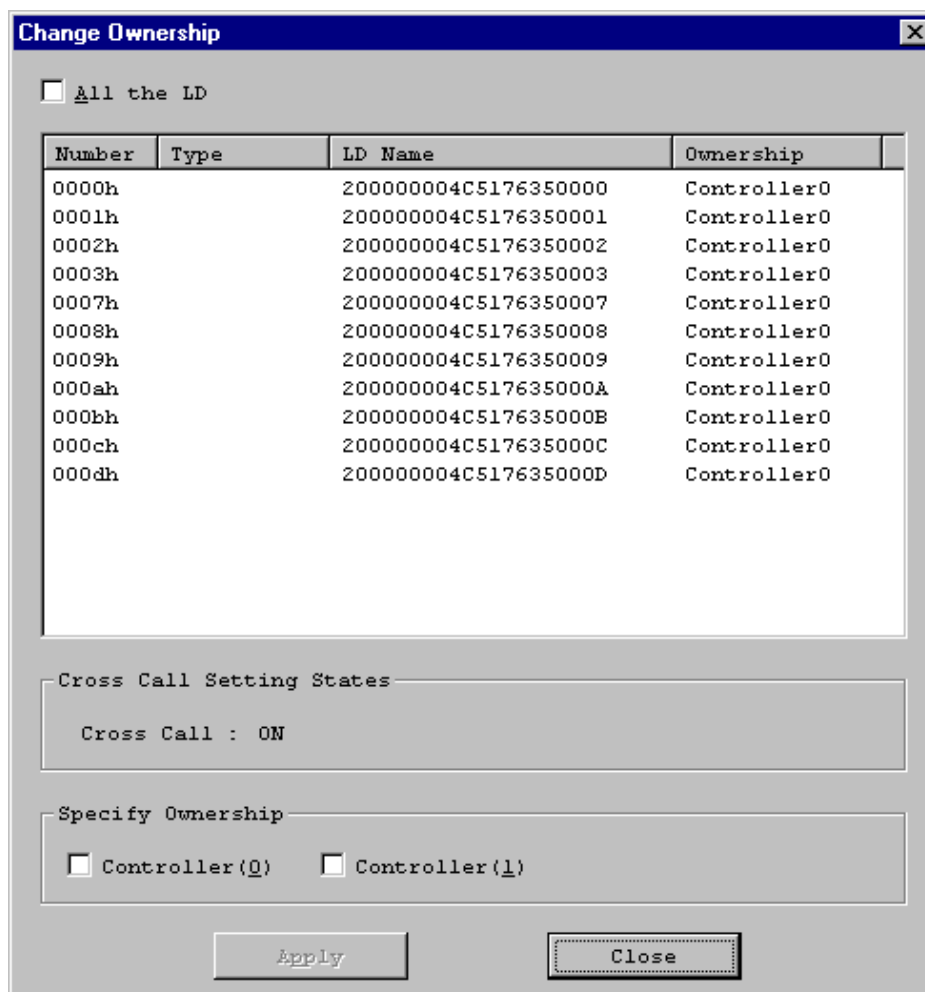 Change Ownership
All the LD
Number Type LD Name Ownership
0000h 200000004C5176350000 Controller0
0001h 200000004C5176350001 Controller0
0002h 200000004C5176350002 Controller0
0003h 200000004C5176350003 Controller0
0007h 200000004C5176350007 Controller0
0008h 200000004C5176350008 Controller0
0009h 200000004C5176350009 Controller0
000ah 200000004C517635000A Controller0
000bh 200000004C517635000B Controller0
000ch 200000004C517635000C Controller0
000dh 200000004C517635000D Controller0
Cross Call Setting States
Cross Call : ON
Specify Ownership
Controller(0) Controller(1)
Apply Close